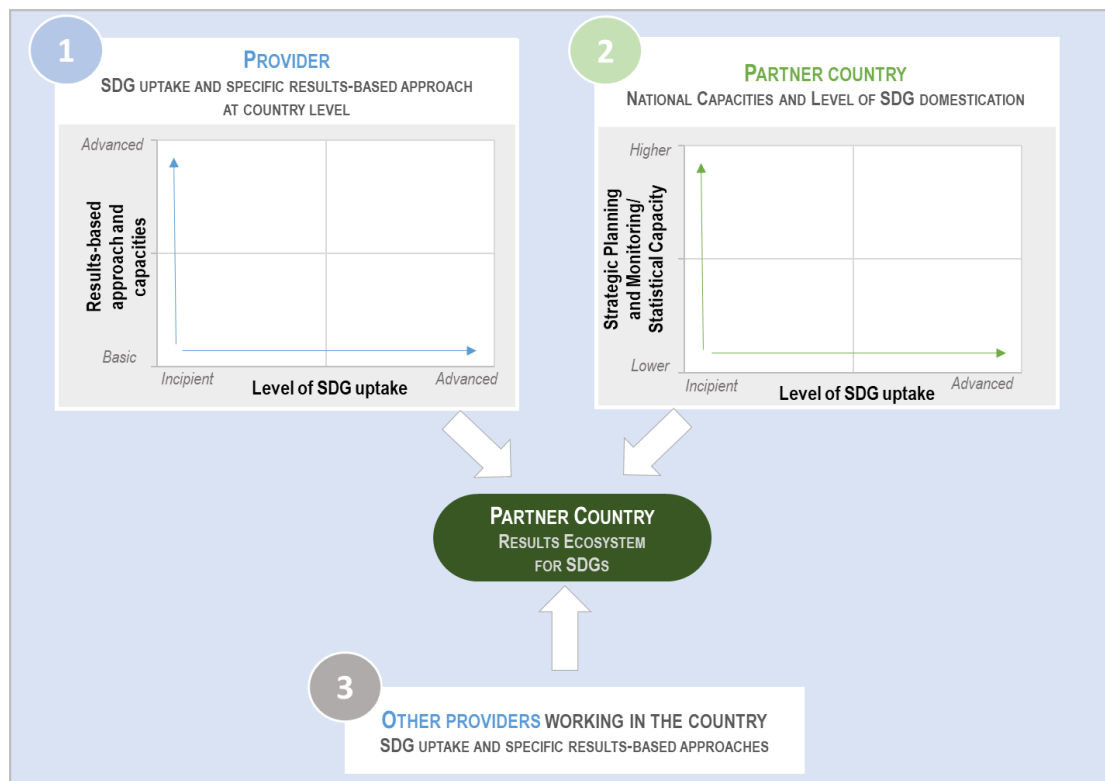 1
PROVIDER
SDG UPTAKE AND SPECIFIC RESULTS-BASED APPROACH
AT COUNTRY LEVEL
Advanced
Results-based
approach and
capacities
Basic
Incipient
Level of SDG uptake
Advanced
2
PARTNER COUNTRY
NATIONAL CAPACITIES AND LEVEL OF SDG DOMESTICATION
Higher
Strategic Planning
and Monitoring/
Statistical Capacity
Lower
Incipient
Level of SDG uptake
Advanced
PARTNER COUNTRY
RESULTS ECOSYSTEM
FOR SDGS
3
OTHER PROVIDERS WORKING IN THE COUNTRY
SDG UPTAKE AND SPECIFIC RESULTS-BASED APPROACHES